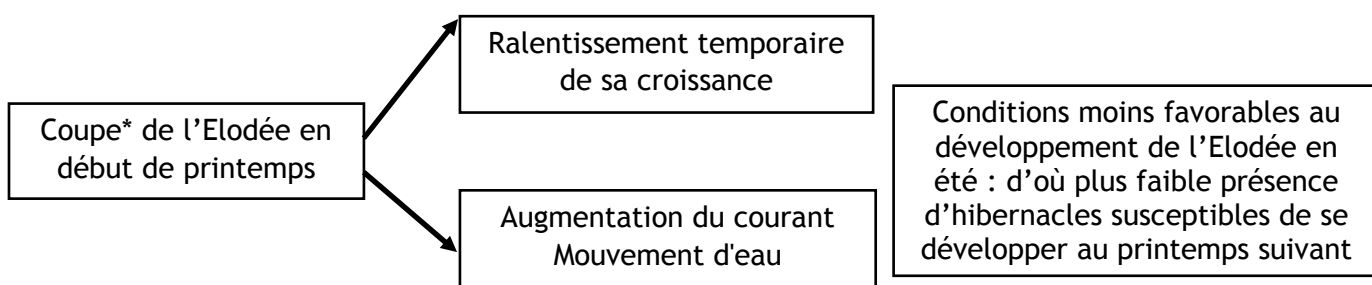 Coupe* de l’Elodée en
début de printemps
Ralentissement temporaire
de sa croissance
Augmentation du courant
Mouvement d'eau
Conditions moins favorables au
développement de l’Elodée en
été : d’où plus faible présence
d’hibernacles susceptibles de se
développer au printemps suivant